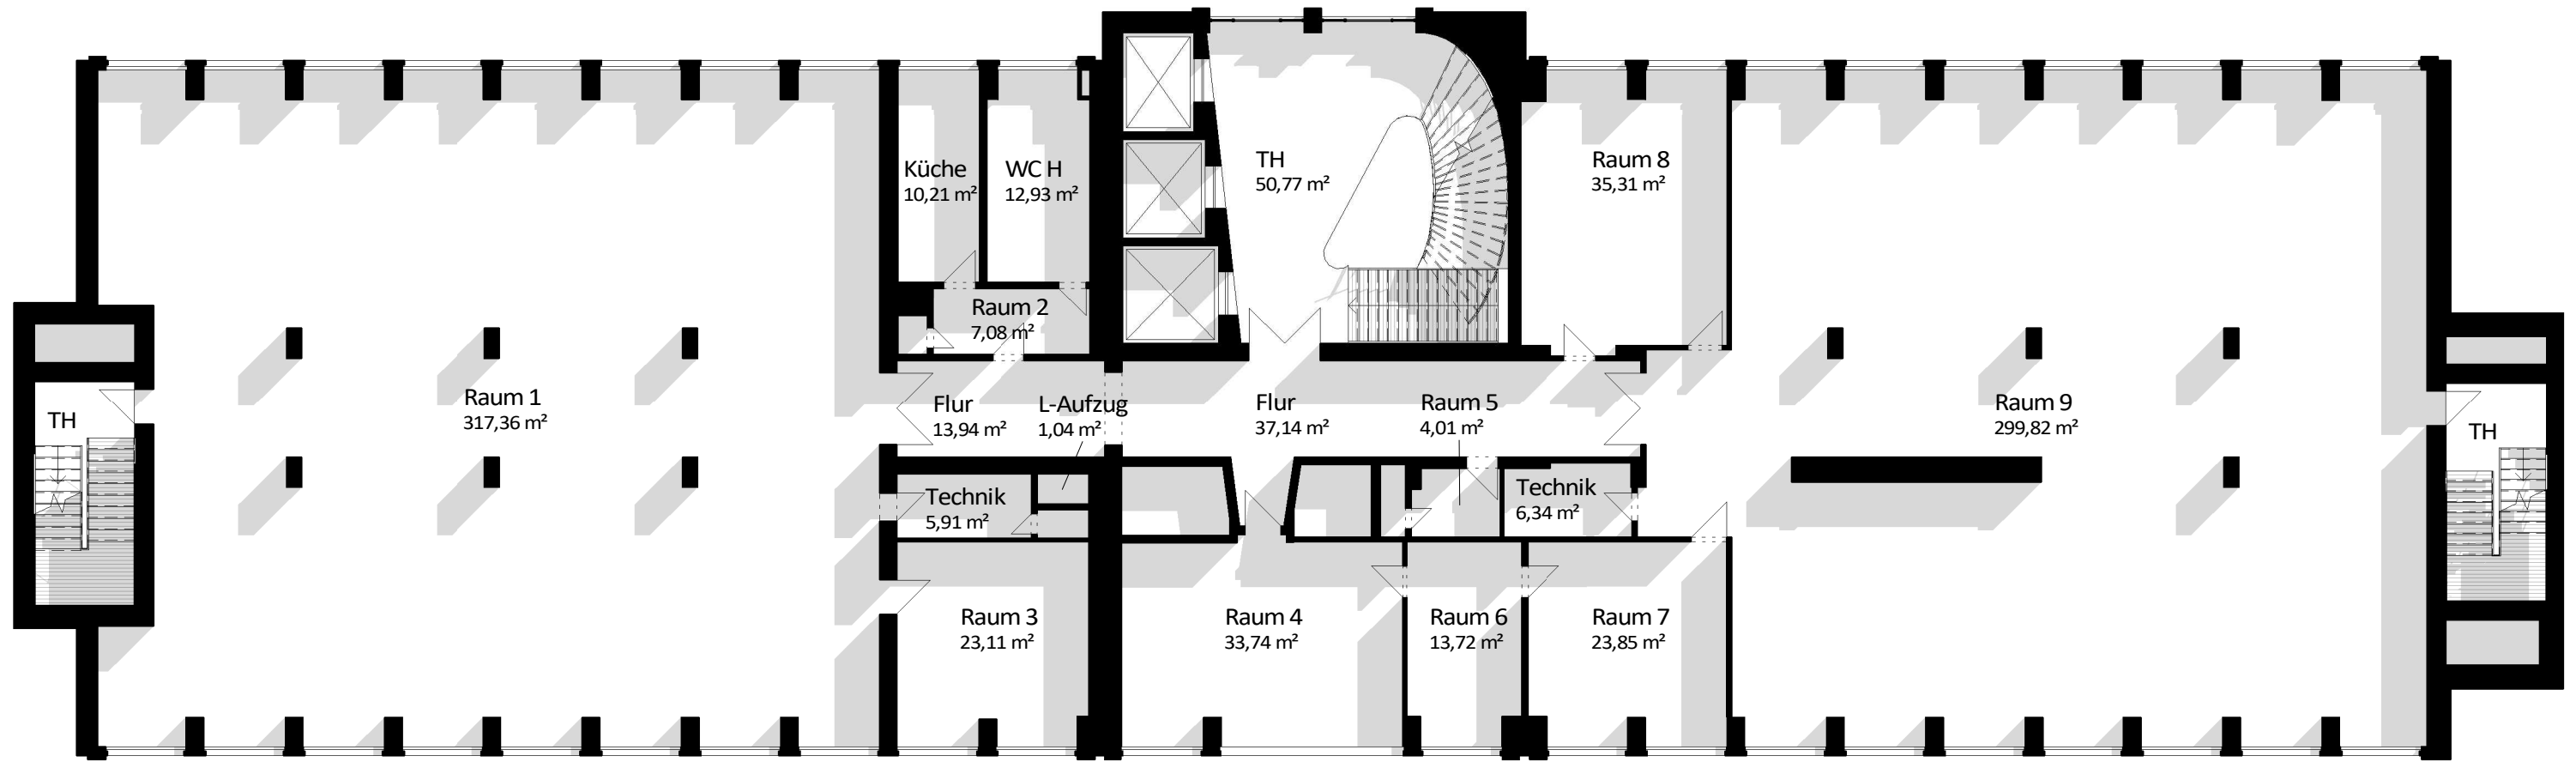 Küche
10,21 m²
WC H
12,93 m²
TH
50,77 m²
Raum 8
35,31 m²
Raum 2
7,08 m²
TH
Raum 1
317,36 m²
Flur
13,94 m²
L-Aufzug
1,04 m²
Flur
37,14 m²
Raum 5
4,01 m²
Raum 9
299,82 m²
TH
Technik
5,91 m²
Technik
6,34 m²
Raum 3
23,11 m²
Raum 4
33,74 m²
Raum 6
13,72 m²
Raum 7
23,85 m²